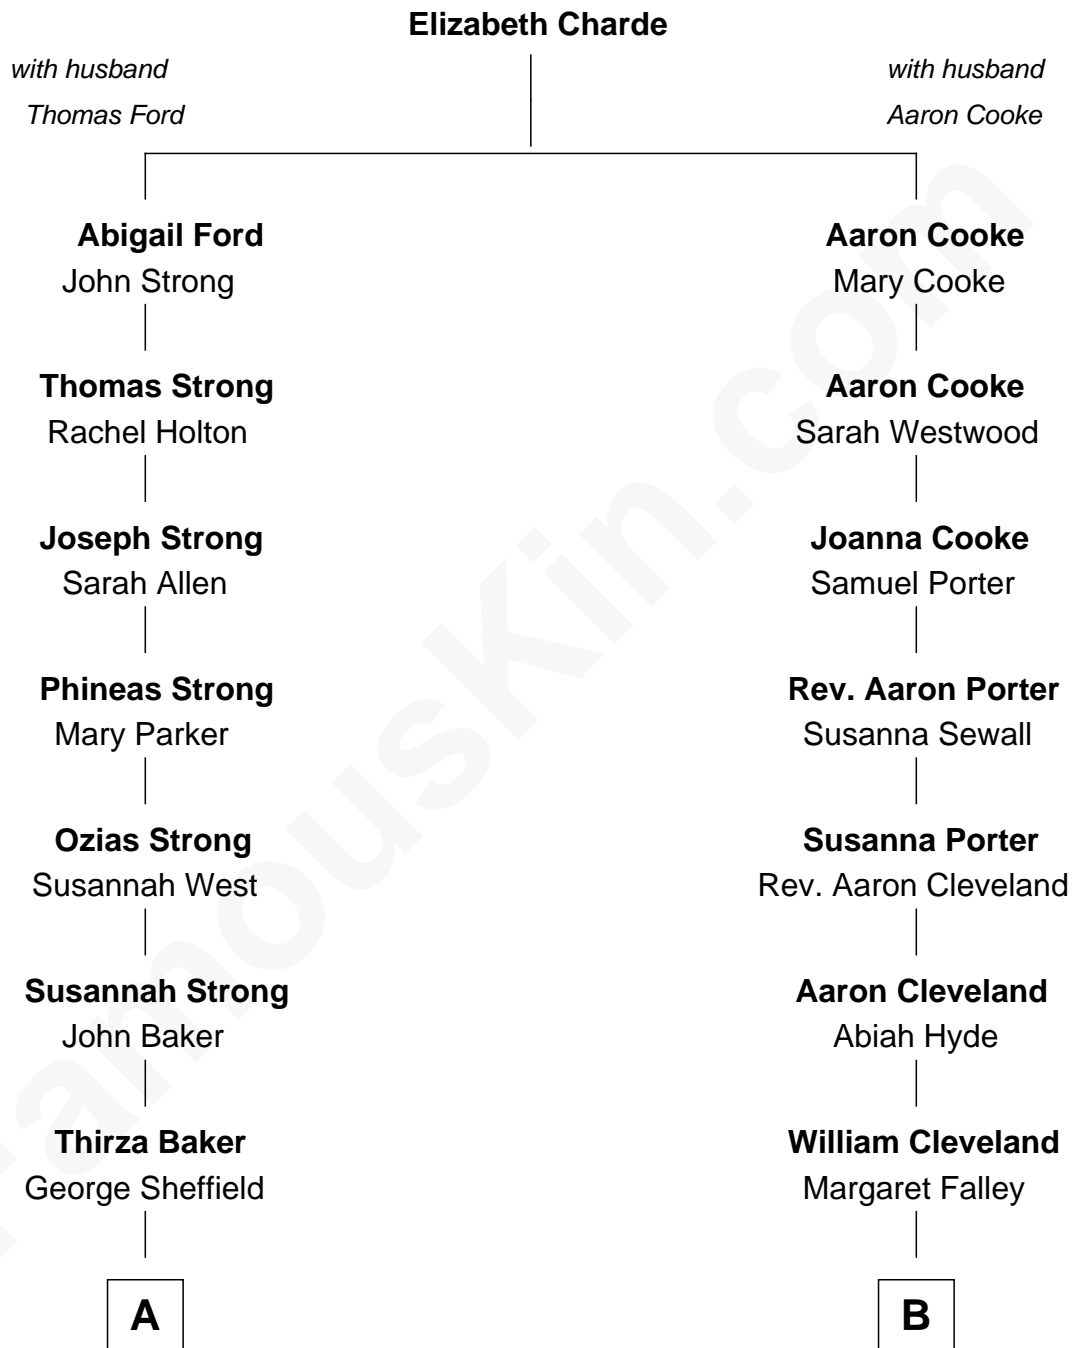 Elizabeth Charde
with husband
Thomas Ford
with husband
Aaron Cooke
Abigail Ford
John Strong
Aaron Cooke
Mary Cooke
Thomas Strong
Rachel Holton
Aaron Cooke
Sarah Westwood
Joseph Strong
Sarah Allen
Joanna Cooke
Samuel Porter
Phineas Strong
Mary Parker
Rev. Aaron Porter
Susanna Sewall
Ozias Strong
Susannah West
Susanna Porter
Rev. Aaron Cleveland
Susannah Strong
John Baker
Aaron Cleveland
Abiah Hyde
Thirza Baker
George Sheffield
William Cleveland
Margaret Falley
A
B
FamousKin.com